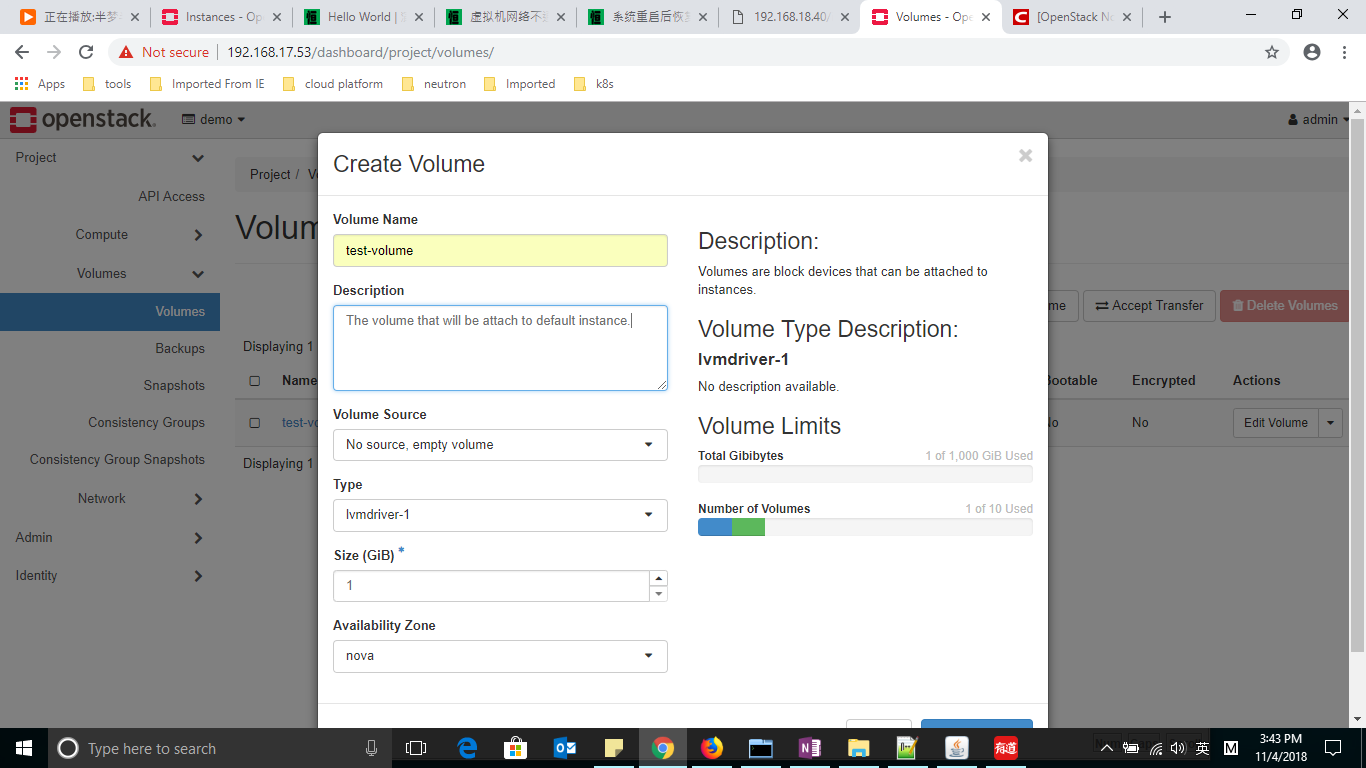 正在播放:半梦
Instances - Op
Hello World |
虚拟机网络不
系统重启后恢
192.168.18.40/
Volumes - Ope
[OpenStack No
Not secure
192.168.17.53/dashboard/project/volumes/
Apps
tools
Imported From IE
cloud platform
neutron
Imported
k8s
openstack.
demo
admin
Project
API Access
Compute
Volumes
Volumes
Backups
Snapshots
Consistency Groups
Consistency Group Snapshots
Network
Admin
Identity
Project /
Volum
me
Accept Transfer
Delete Volumes
Displaying 1
Name
Bootable
Encrypted
Actions
test-vo
No
No
Edit Volume
Displaying 1
Create Volume
Volume Name
test-volume
Description
The volume that will be attach to default instance.
Volume Source
No source, empty volume
Type
lvmdriver-1
Size (GiB) *
1
Availability Zone
nova
Description:
Volumes are block devices that can be attached to
instances.
Volume Type Description:
lvmdriver-1
No description available.
Volume Limits
Total Gibibytes
1 of 1,000 GiB Used
Number of Volumes
1 of 10 Used
Type here to search
有道
英
M
3:43 PM
11/4/2018